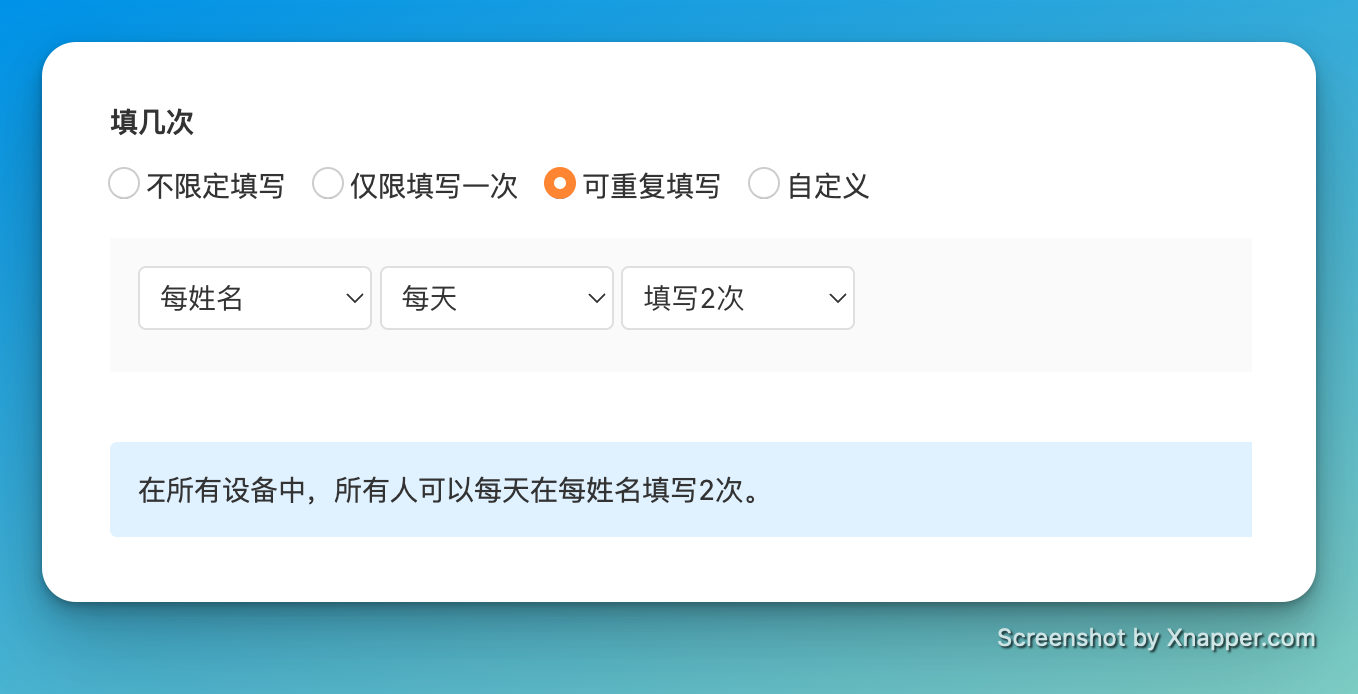 填几次
不限定填写 仅限填写一次 可重复填写 自定义
每姓名 每天 填写2次
在所有设备中，所有人可以每天在每姓名填写2次。
Screenshot by Xnapper.com